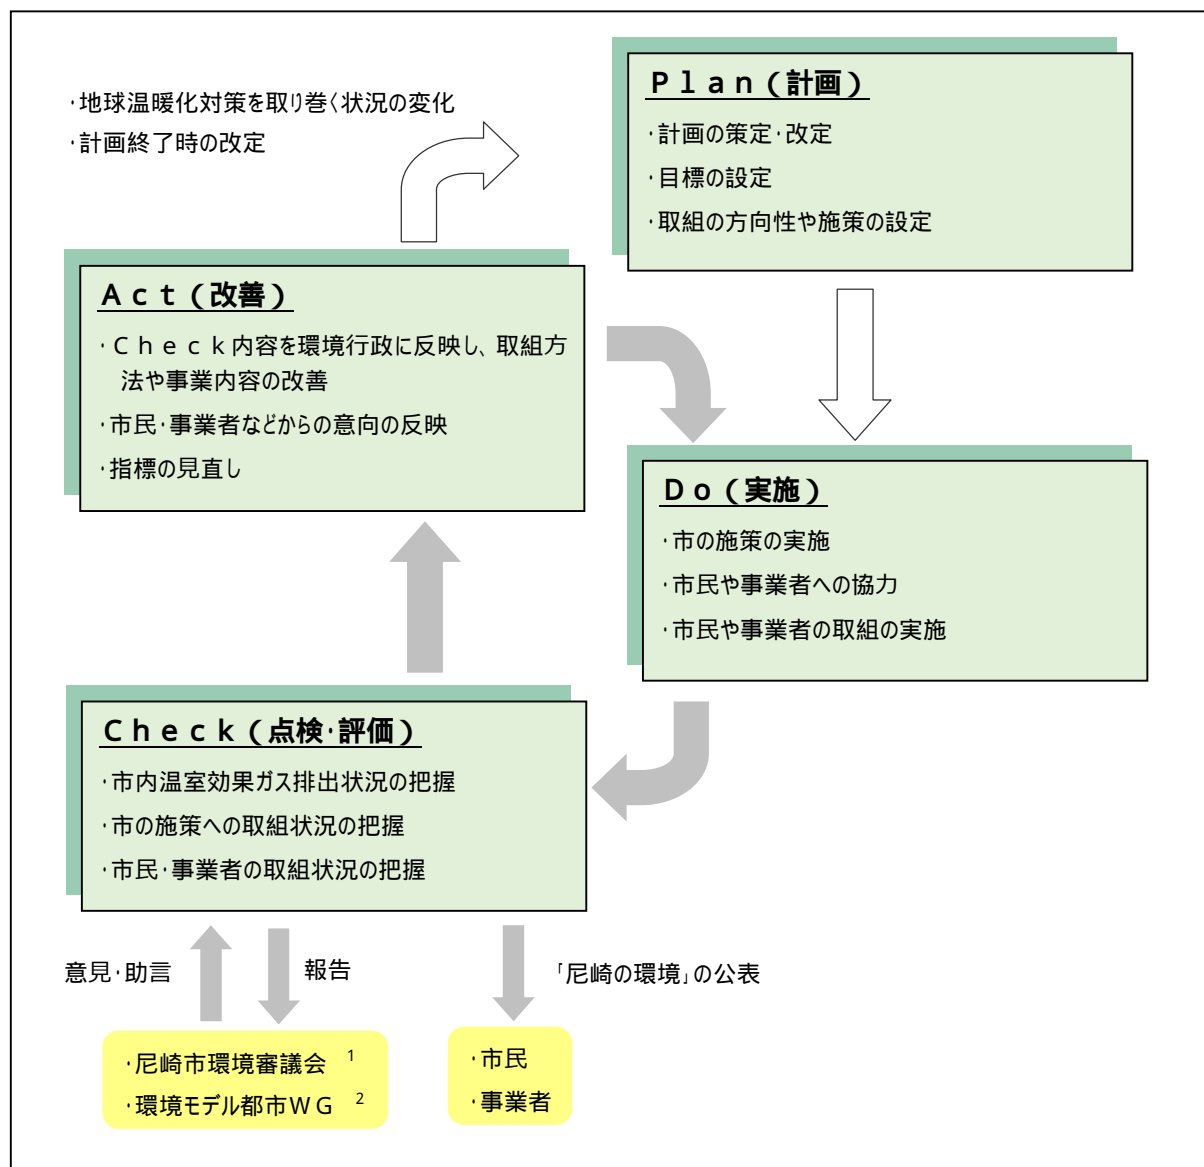 ・地球温暖化対策を取り巻く状況の変化
・計画終了時の改定
Ｐｌａｎ（計画）
・計画の策定・改定
・目標の設定
・取組の方向性や施策の設定
Ａｃｔ（改善）
・Ｃｈｅｃｋ内容を環境行政に反映し、取組方
法や事業内容の改善
・市民・事業者などからの意向の反映
・指標の見直し
Ｄｏ（実施）
・市の施策の実施
・市民や事業者への協力
・市民や事業者の取組の実施
Ｃｈｅｃｋ（点検・評価）
・市内温室効果ガス排出状況の把握
・市の施策への取組状況の把握
・市民・事業者の取組状況の把握
意見・助言
報告
「尼崎の環境」の公表
・尼崎市環境審議会 1
・環境モデル都市ＷＧ 2
・市民
・事業者